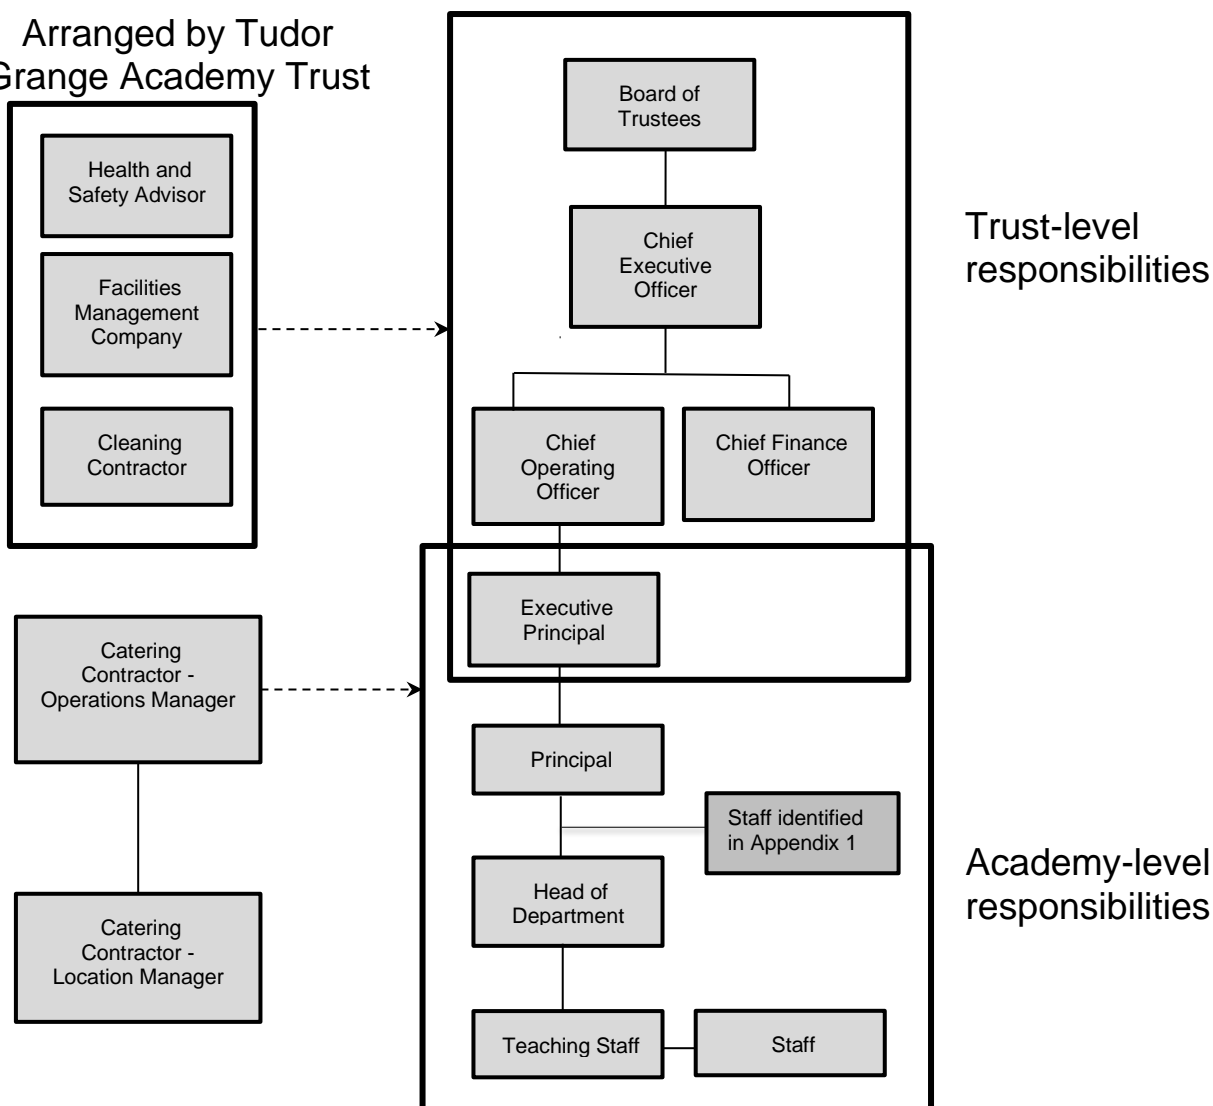 Arranged by Tudor
Grange Academy Trust
Health and
Safety Advisor
Facilities
Management
Company
Cleaning
Contractor
Catering
Contractor -
Operations Manager
Catering
Contractor -
Location Manager
Board of
Trustees
Chief
Executive
Officer
Chief
Operating
Officer
Chief Finance
Officer
Executive
Principal
Principal
Staff identified
in Appendix 1
Head of
Department
Teaching Staff
Staff
Trust-level
responsibilities
Academy-level
responsibilities